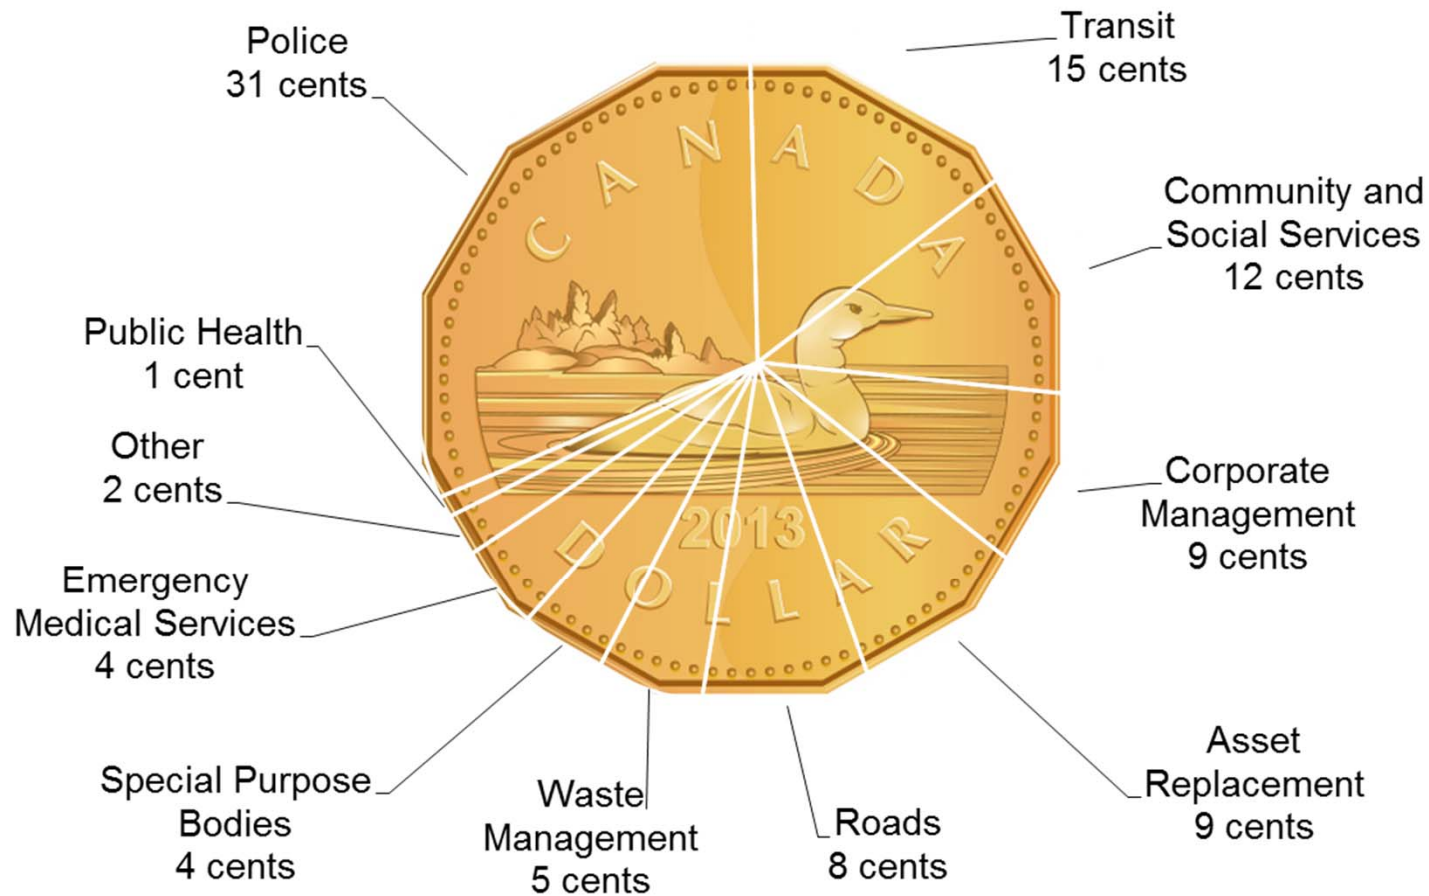 Transit
15 cents
Police
31 cents
Community and
Social Services
12 cents
Public Health
1 cent
Other
2 cents
Corporate
Management
9 cents
Emergency
Medical Services
4 cents
Asset
Replacement
9 cents
Special Purpose
Bodies
4 cents
Waste
Management
5 cents
Roads
8 cents
CANADA
2013
DOLLAR